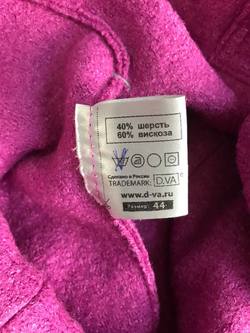 40% шерсть
60% вискоза
Сделано в России
TRADEMARK: D.VA ®
www.d-va.ru
Размер: 44